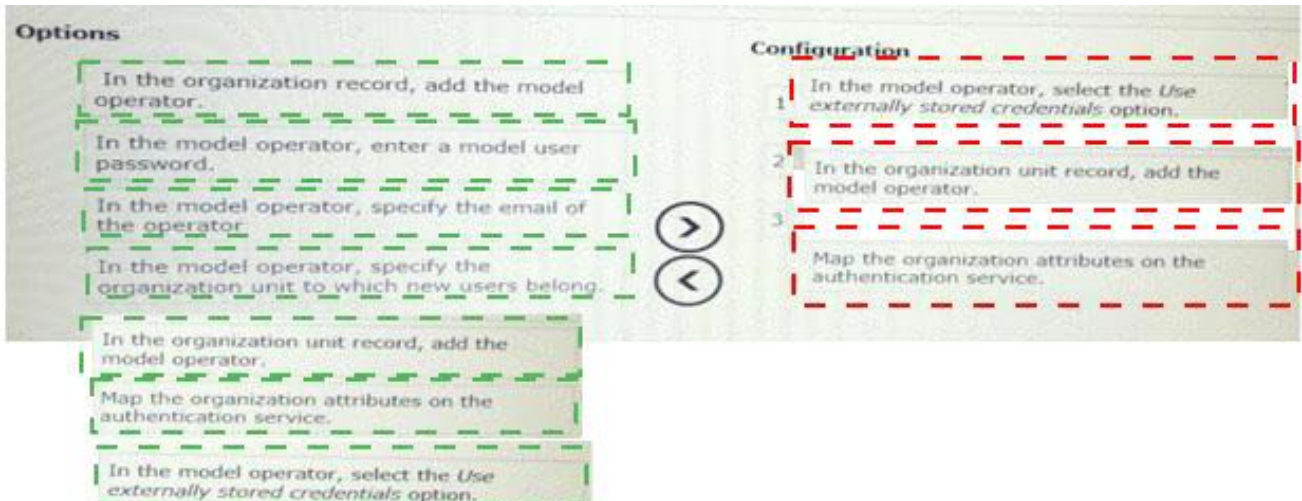 Options
In the organization record, add the model
operator.
In the model operator, enter a model user
password.
In the model operator, specify the email of
the operator
In the model operator, specify the
organization unit to which new users belong.
In the organization unit record, add the
model operator.
Map the organization attributes on the
authentication service.
In the model operator, select the Use
externally stored credentials option.
Configuration
1 In the model operator, select the Use
externally stored credentials option.
2 In the organization unit record, add the
model operator.
3 Map the organization attributes on the
authentication service.